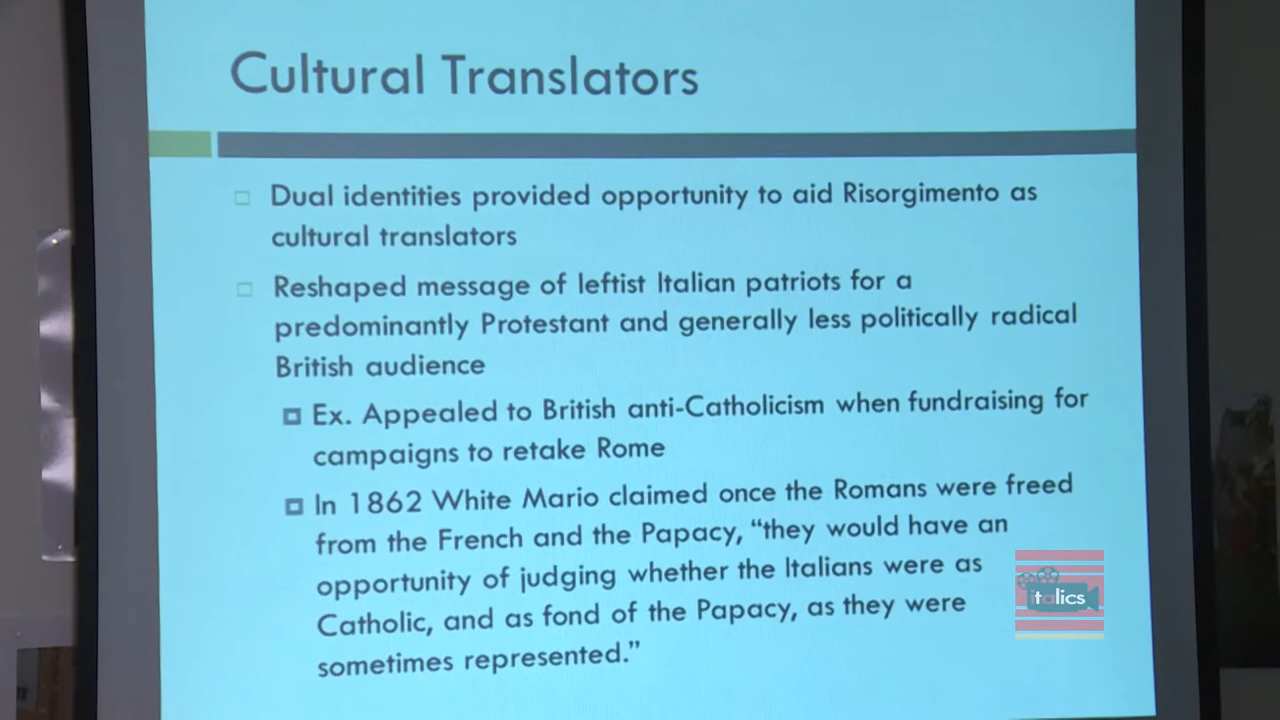 Cultural Translators
Dual identities provided opportunity to aid Risorgimento as
cultural translators
Reshaped message of leftist Italian patriots for a
predominantly Protestant and generally less politically radical
British audience
Ex. Appealed to British anti-Catholicism when fundraising for
campaigns to retake Rome
In 1862 White Mario claimed once the Romans were freed
from the French and the Papacy, “they would have an
opportunity of judging whether the Italians were as
Catholic, and as fond of the Papacy, as they were
sometimes represented.”
italics